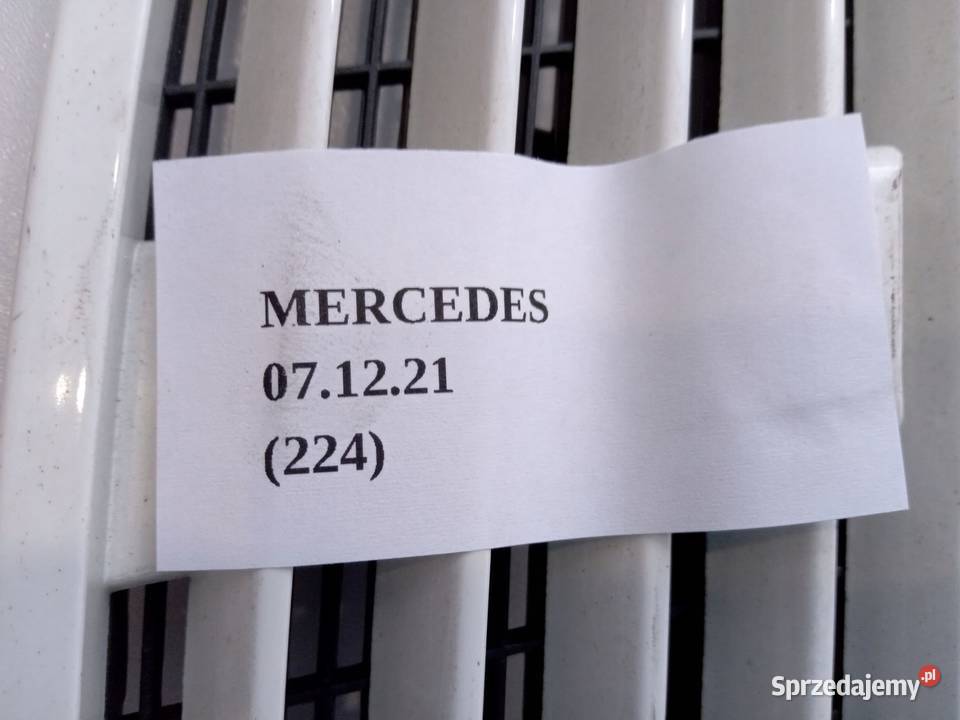 MERCEDES
07.12.21
(224)
Sprzedajemy.pl